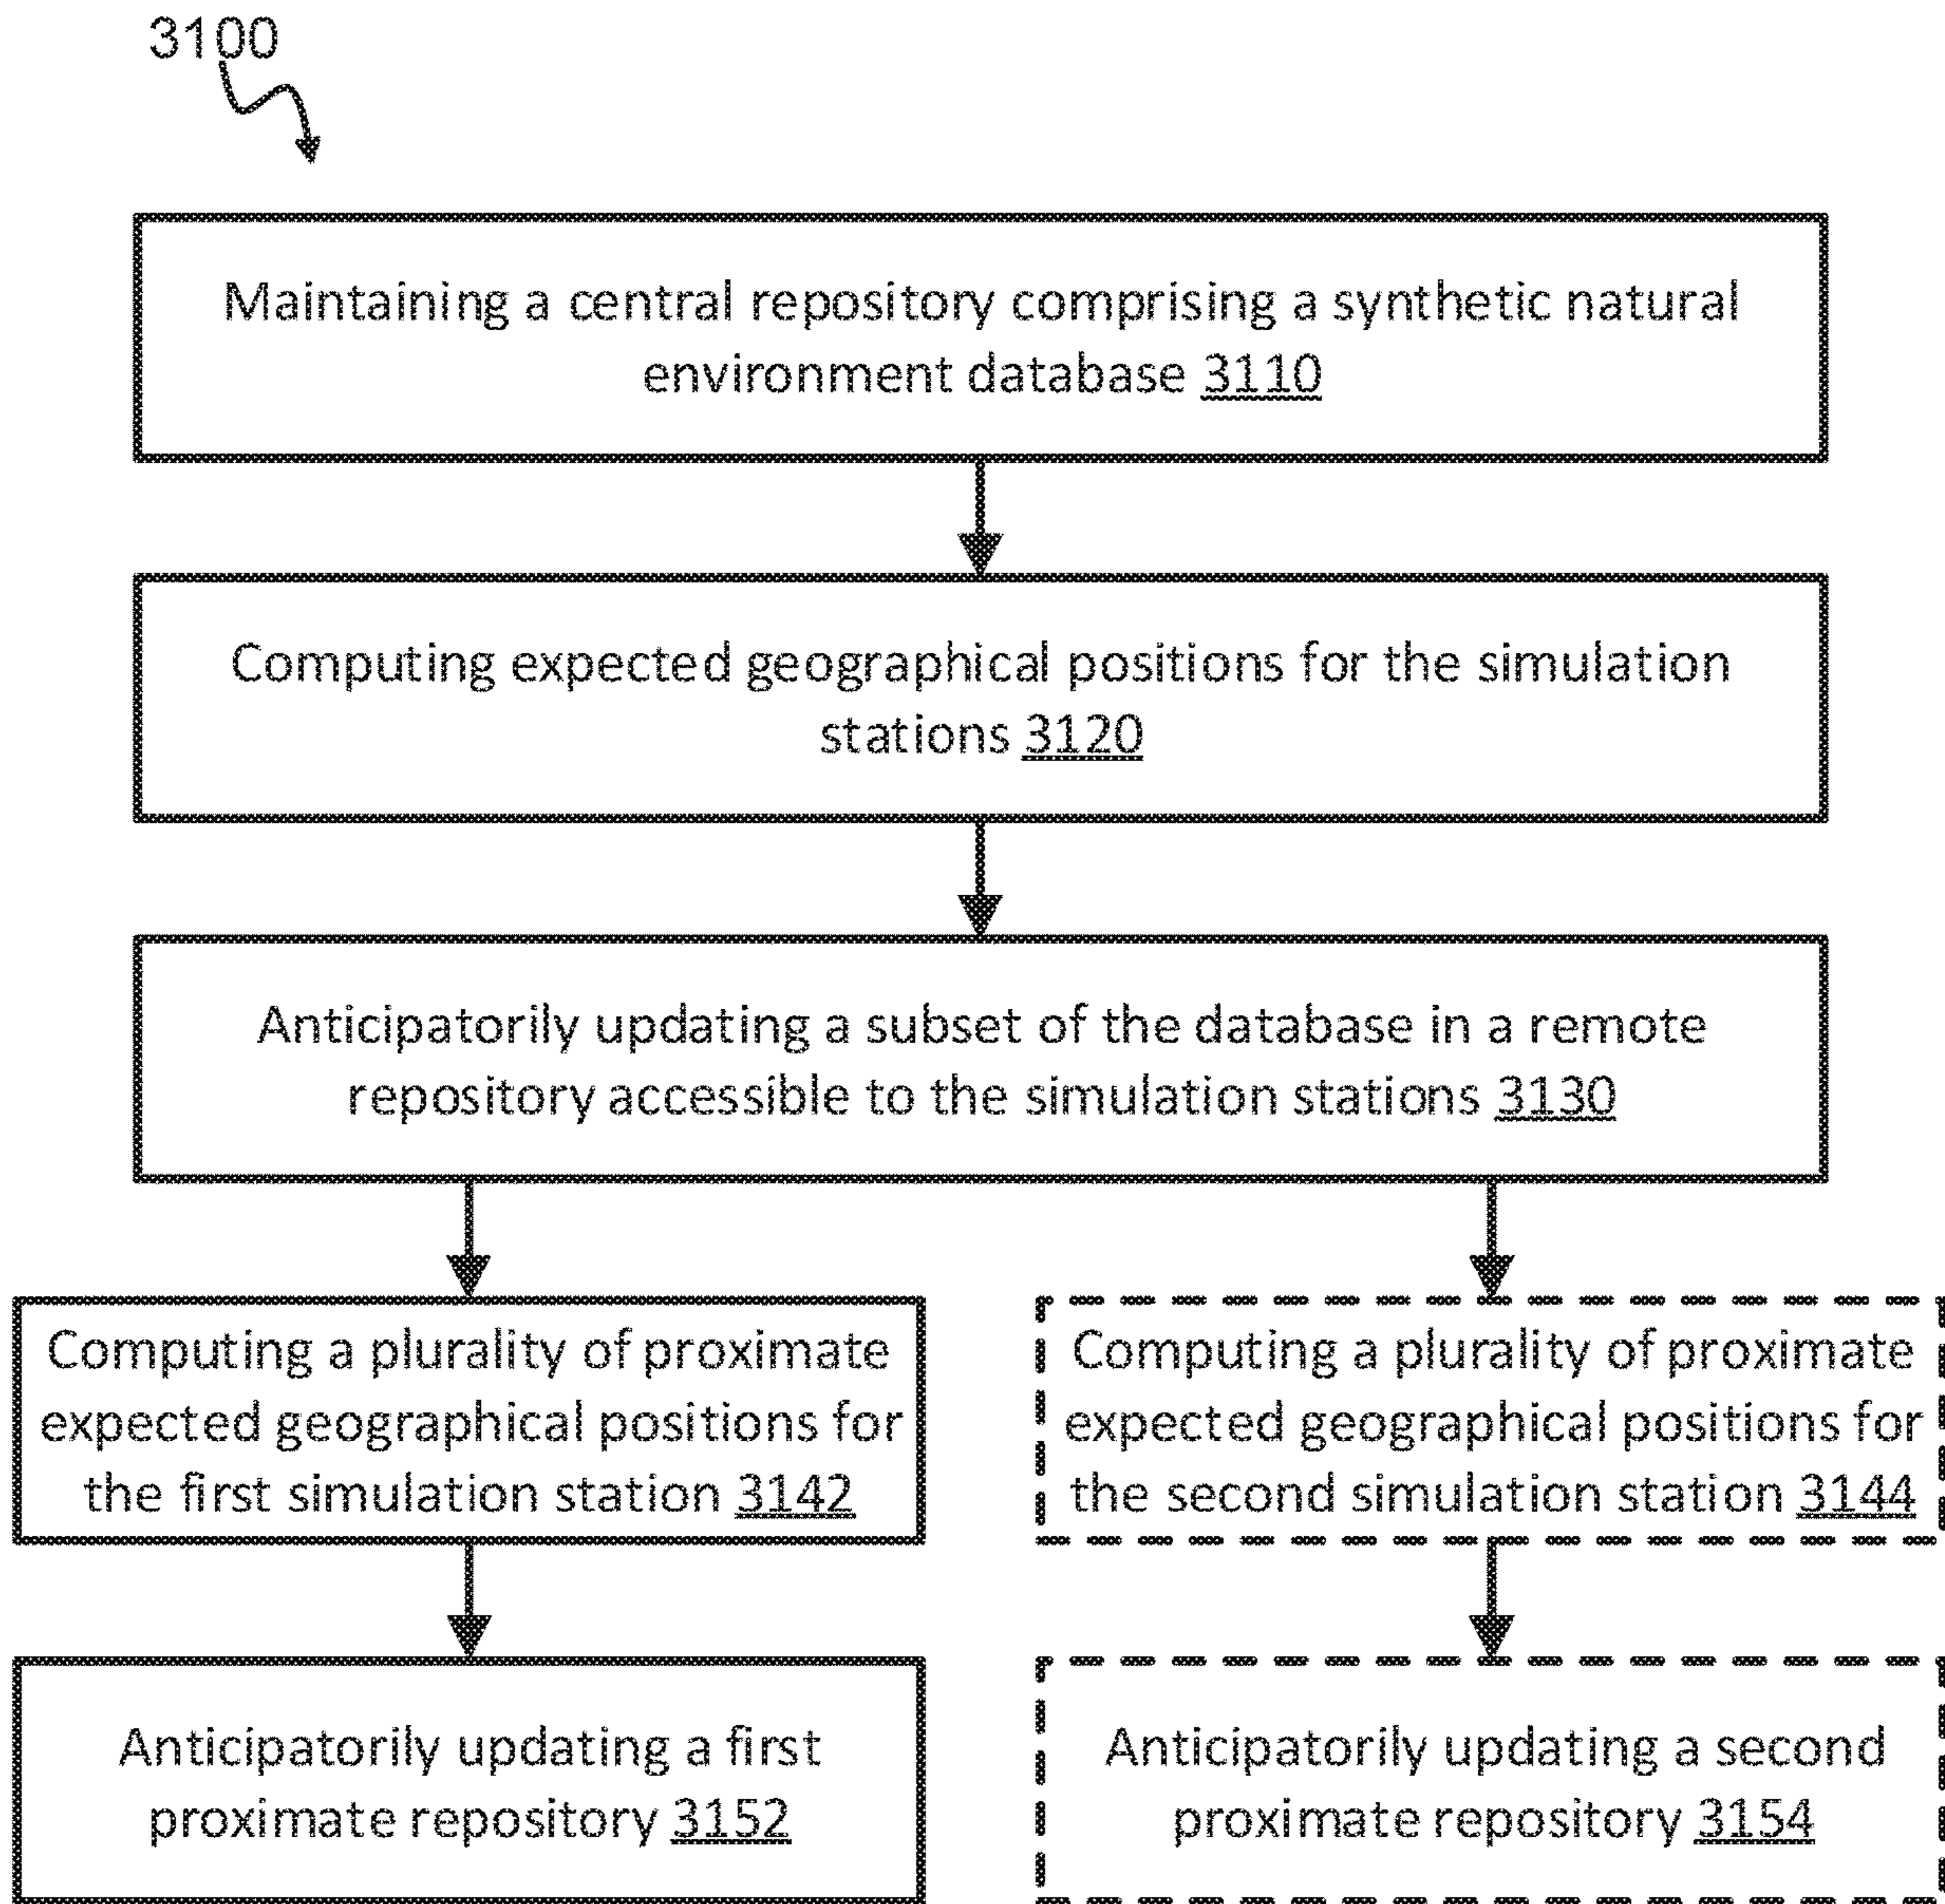 3100
Maintaining a central repository comprising a synthetic natural
environment database 3110
Computing expected geographical positions for the simulation
stations 3120
Anticipatorily updating a subset of the database in a remote
repository accessible to the simulation stations 3130
Computing a plurality of proximate
expected geographical positions for
the first simulation station 3142
Computing a plurality of proximate
expected geographical positions for
the second simulation station 3144
Anticipatorily updating a first
proximate repository 3152
Anticipatorily updating a second
proximate repository 3154